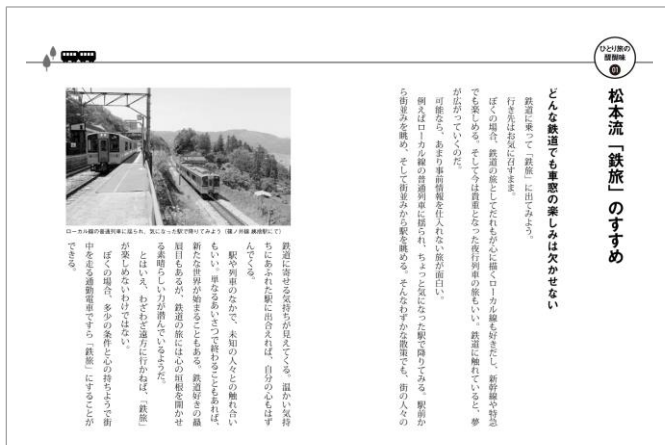 ひとり旅の
醍醐味
01
松本流「鉄旅」のすすめ
どんな鉄道でも車窓の楽しみは欠かせない
鉄道に乗って「鉄旅」に出てみよう。
行き先はお気に召すまま。
ぼくの場合、鉄道の旅としてだれもが心に描くローカル線も好きだし、新幹線や特急
でも楽しめる。そして今は貴重となった夜行列車の旅もいい。鉄道に触れていると、夢
が広がっていくのだ。
可能なら、あまり事前情報を仕入れない旅が面白い。
例えばローカル線の普通列車に揺られ、ちょっと気になった駅で降りてみる。駅前か
ら街並みを眺め、そして街並みから駅を眺める。そんなわずかな散策でも、街の人々の
ローカル線の普通列車に揺られ、気になった駅で降りてみよう（篠ノ井線 姨捨駅にて）
鉄道に寄せる気持ちが見えてくる。温かい気持
ちにあふれた駅に出合えれば、自分の心もはず
んでくる。
駅や列車のなかで、未知の人々との触れ合い
もいい。単なるあいさつで終わることもあれば、
新たな世界が始まることもある。鉄道好きの贔
屓目もあるが、鉄道の旅には心の垣根を開かせ
る素晴らしい力が潜んでいるようだ。
とはいえ、わざわざ遠方に行かねば、「鉄旅」
が楽しめないわけではない。
ぼくの場合、多少の条件と心の持ちようで街
中を走る通勤電車ですら「鉄旅」にすることが
できる。